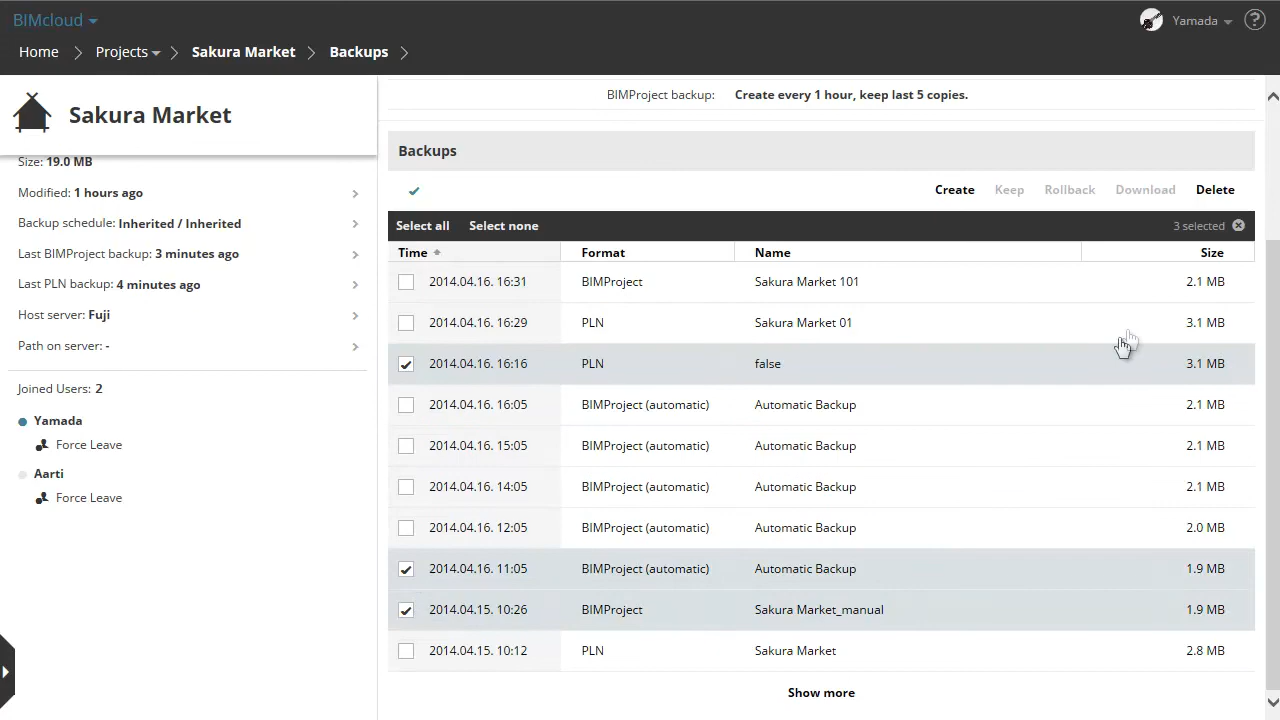 BIMcloud
Yamada
?
Home Projects Sakura Market Backups
Sakura Market
Size: 19.0 MB
Modified: 1 hours ago
Backup schedule: Inherited / Inherited
Last BIMProject backup: 3 minutes ago
Last PLN backup: 4 minutes ago
Host server: Fuji
Path on server: -
Joined Users: 2
Yamada
Force Leave
Aarti
Force Leave
BIMProject backup: Create every 1 hour, keep last 5 copies.
Backups
Create Keep Rollback Download Delete
Select all Select none 3 selected
Time Format Name Size
2014.04.16. 16:31 BIMProject Sakura Market 101 2.1 MB
2014.04.16. 16:29 PLN Sakura Market 01 3.1 MB
2014.04.16. 16:16 PLN false 3.1 MB
2014.04.16. 16:05 BIMProject (automatic) Automatic Backup 2.1 MB
2014.04.16. 15:05 BIMProject (automatic) Automatic Backup 2.1 MB
2014.04.16. 14:05 BIMProject (automatic) Automatic Backup 2.1 MB
2014.04.16. 12:05 BIMProject (automatic) Automatic Backup 2.0 MB
2014.04.16. 11:05 BIMProject (automatic) Automatic Backup 1.9 MB
2014.04.15. 10:26 BIMProject Sakura Market_manual 1.9 MB
2014.04.15. 10:12 PLN Sakura Market 2.8 MB
Show more